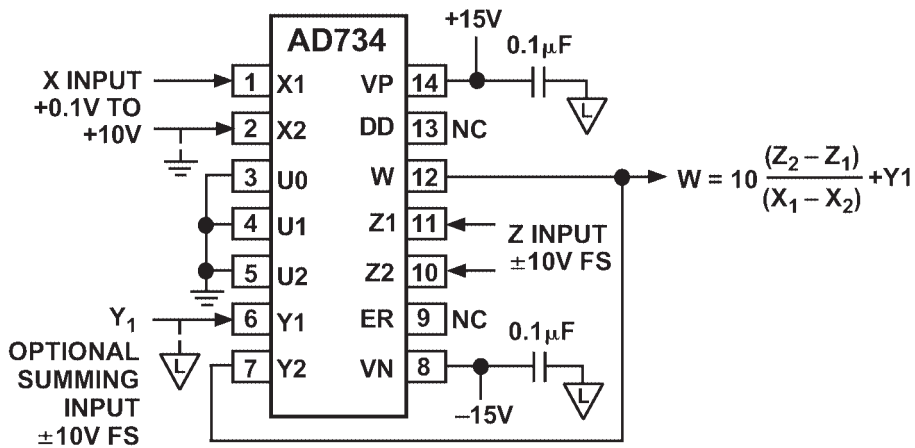 +15V
0.1µF
AD734
X INPUT
+0.1V TO
+10V
1 X1 VP 14
L
2 X2 DD 13 NC
3 U0 W 12
W = 10 (Z2 – Z1) / (X1 – X2) +Y1
4 U1 Z1 11
Z INPUT
±10V FS
5 U2 Z2 10
Y1
OPTIONAL
SUMMING
INPUT
±10V FS
6 Y1 ER 9 NC
L
0.1µF
7 Y2 VN 8
L
–15V